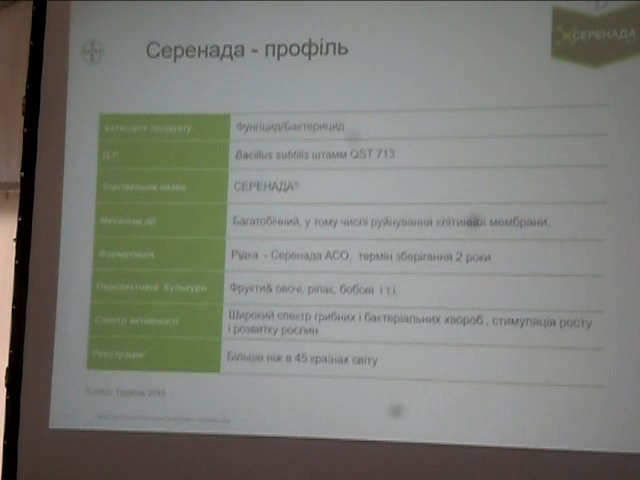 Серенада - профіль
СЕРЕНАДА
Категорія продукту
Фунгіцид/Бактерицид
Д.Р.
Bacillus subtilis штамм QST 713
Торговельна назва
СЕРЕНАДА®
Механізм дії
Багатобічний, у тому числі руйнування клітинної мембрани,
Формуляція
Рідка - Серенада АСО, термін зберігання 2 роки
Перспективні Культури
Фрукти& овочі, ріпак, бобові і т.і.
Спектр активності
Широкий спектр грибних і бактеріальних хвороб , стимуляція росту
і розвитку рослин
Реєстрація*
Більше ніж в 45 країнах світу